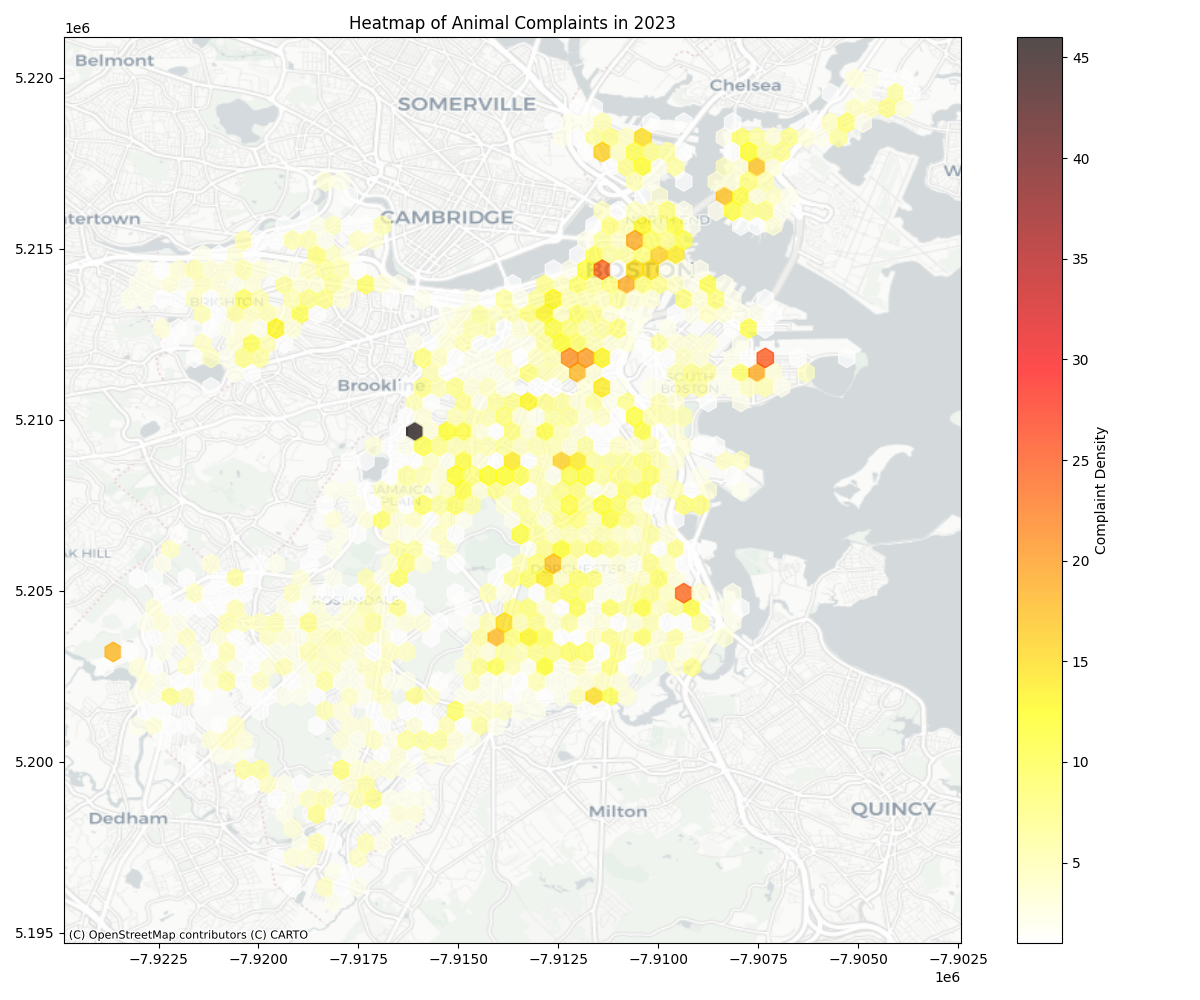 Heatmap of Animal Complaints in 2023
1e6
Belmont
Chelsea
SOMERVILLE
W
tertown
CAMBRIDGE
NORTH END
BOSTON
BRIGHTON
SOUTH
BOSTON
Brookline
JAMAICA
PLAIN
AK HILL
DORCHESTER
ROSLINDALE
Dedham
Milton
QUINCY
(C) OpenStreetMap contributors (C) CARTO
5.220
5.215
5.210
5.205
5.200
5.195
−7.9225
−7.9200
−7.9175
−7.9150
−7.9125
−7.9100
−7.9075
−7.9050
−7.9025
1e6
45
40
35
30
25
20
15
10
5
Complaint Density